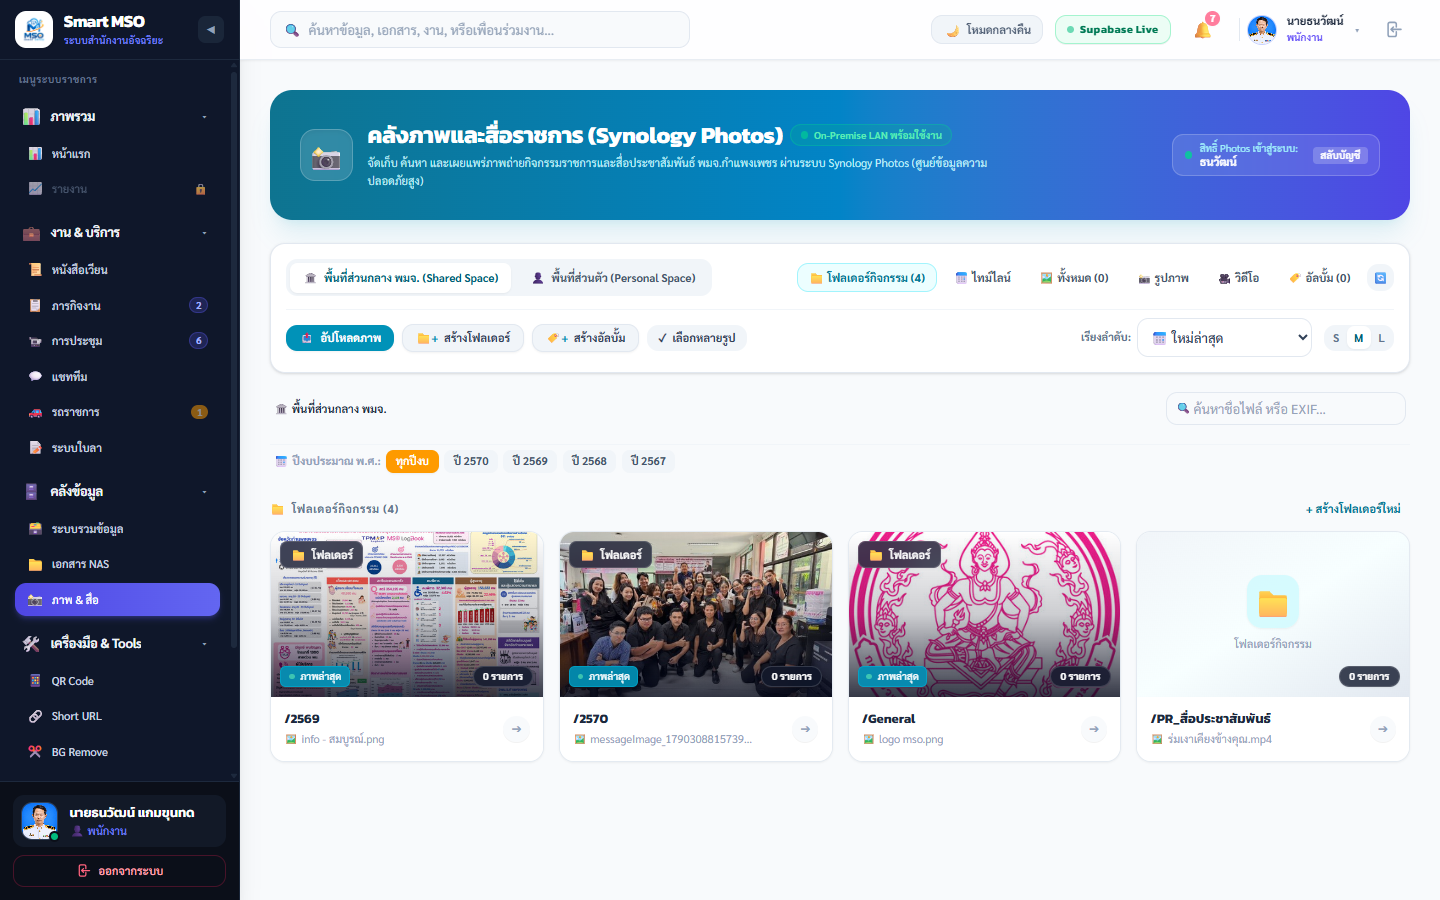 Smart MSO
ระบบสำนักงานอัจฉริยะ
ค้นหาข้อมูล, เอกสาร, งาน, หรือเพื่อนร่วมงาน...
โหมดกลางคืน
Supabase Live
7
นายธนวัฒน์
พนักงาน
เมนูระบบราชการ
ภาพรวม
หน้าแรก
รายงาน
งาน & บริการ
หนังสือเวียน
ภารกิจงาน 2
การประชุม 6
แชททีม
รถราชการ 1
ระบบใบลา
คลังข้อมูล
ระบบรวมข้อมูล
เอกสาร NAS
ภาพ & สื่อ
เครื่องมือ & Tools
QR Code
Short URL
BG Remove
นายธนวัฒน์ แกมขุนทด
พนักงาน
ออกจากระบบ
คลังภาพและสื่อราชการ (Synology Photos)
On-Premise LAN พร้อมใช้งาน
จัดเก็บ ค้นหา และเผยแพร่ภาพถ่ายกิจกรรมราชการและสื่อประชาสัมพันธ์ พมจ.กำแพงเพชร ผ่านระบบ Synology Photos (ศูนย์ข้อมูลความ
ปลอดภัยสูง)
สิทธิ์ Photos เข้าสู่ระบบ:
ธนวัฒน์
สลับบัญชี
พื้นที่ส่วนกลาง พมจ. (Shared Space)
พื้นที่ส่วนตัว (Personal Space)
โฟลเดอร์กิจกรรม (4)
ไทม์ไลน์
ทั้งหมด (0)
รูปภาพ
วิดีโอ
อัลบั้ม (0)
อัปโหลดภาพ
+ สร้างโฟลเดอร์
+ สร้างอัลบั้ม
✓ เลือกหลายรูป
เรียงลำดับ:
ใหม่ล่าสุด
S M L
พื้นที่ส่วนกลาง พมจ.
ค้นหาชื่อไฟล์ หรือ EXIF...
ปีงบประมาณ พ.ศ.:
ทุกปีงบ
ปี 2570
ปี 2569
ปี 2568
ปี 2567
โฟลเดอร์กิจกรรม (4)
+ สร้างโฟลเดอร์ใหม่
TPMAP
MSO LogBook
โฟลเดอร์
ภาพล่าสุด
0 รายการ
/2569
info - สมบูรณ์.png
โฟลเดอร์
ภาพล่าสุด
0 รายการ
/2570
messageImage_1790308815739...
โฟลเดอร์
ภาพล่าสุด
0 รายการ
/General
logo mso.png
โฟลเดอร์กิจกรรม
0 รายการ
/PR_สื่อประชาสัมพันธ์
ร่มเงาเคียงข้างคุณ.mp4